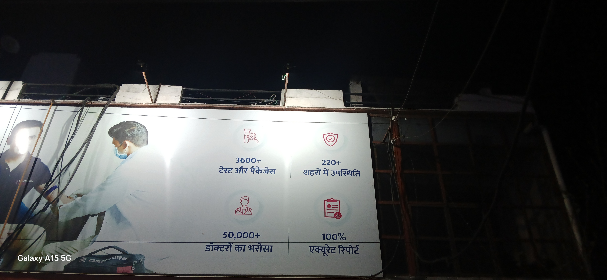 3600+
टेस्ट और पैकेजेस
220+
शहरों में उपस्थिति
50,000+
डॉक्टरों का भरोसा
100%
एक्यूरेट रिपोर्ट
Galaxy A15 5G